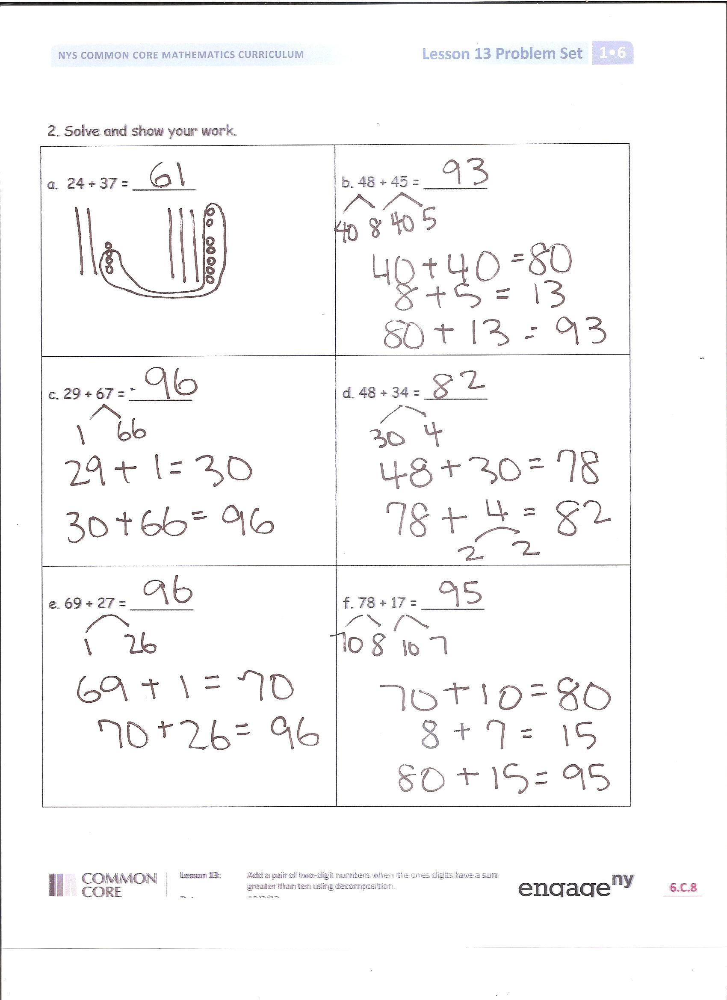 NYS COMMON CORE MATHEMATICS CURRICULUM
Lesson 13 Problem Set 1•6
2. Solve and show your work.
a. 24 + 37 = 61
b. 48 + 45 = 93
40 8 40 5
40 + 40 = 80
8 + 5 = 13
80 + 13 = 93
c. 29 + 67 = 96
1 66
29 + 1 = 30
30 + 66 = 96
d. 48 + 34 = 82
30 4
48 + 30 = 78
78 + 4 = 82
2 2
e. 69 + 27 = 96
1 26
69 + 1 = 70
70 + 26 = 96
f. 78 + 17 = 95
70 8 10 7
70 + 10 = 80
8 + 7 = 15
80 + 15 = 95
COMMON
CORE
Lesson 13:
Add a pair of two-digit numbers when the ones digits have a sum
greater than ten using decomposition.
engage ny
6.C.8